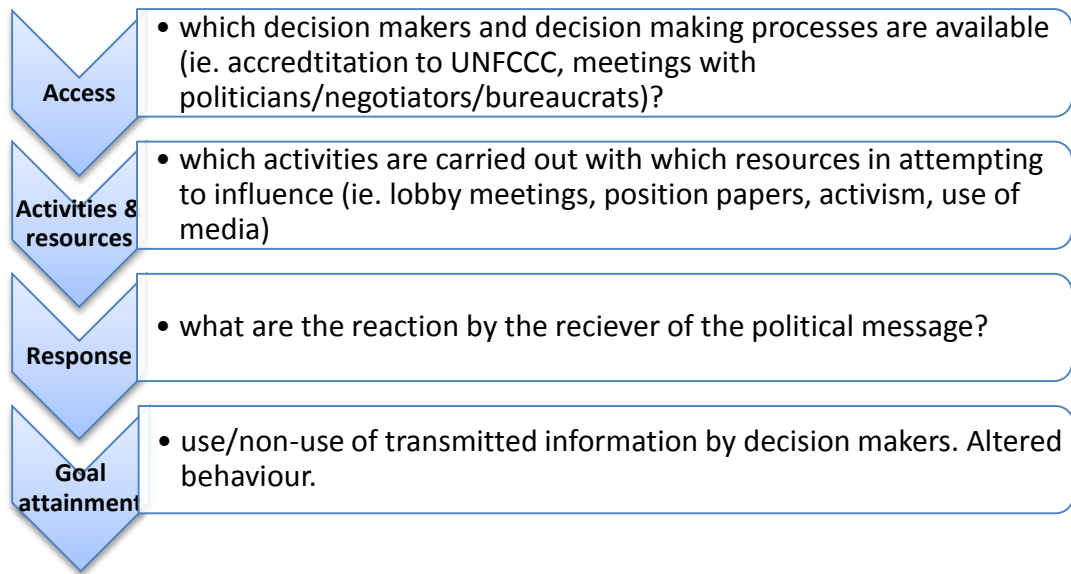 Access
• which decision makers and decision making processes are available
(ie. accredtitation to UNFCCC, meetings with
politicians/negotiators/bureaucrats)?
Activities &
resources
• which activities are carried out with which resources in attempting
to influence (ie. lobby meetings, position papers, activism, use of
media)
Response
• what are the reaction by the reciever of the political message?
Goal
attainment
• use/non-use of transmitted information by decision makers. Altered
behaviour.